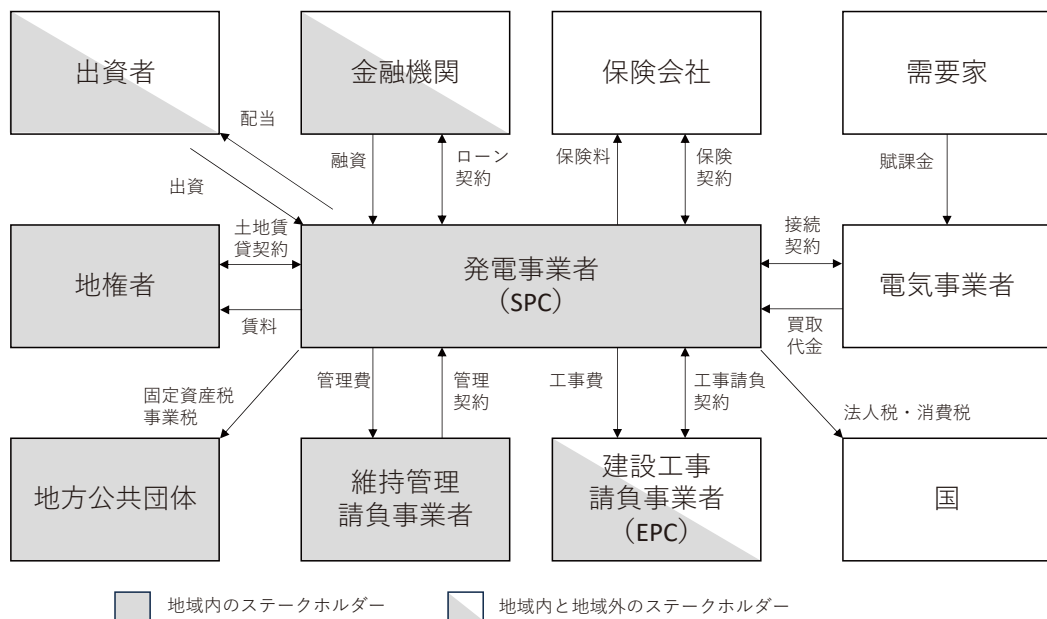 出資者
金融機関
保険会社
需要家
配当
出資
融資
ローン
契約
保険料
保険
契約
賦課金
地権者
土地賃
貸契約
賃料
発電事業者
（SPC）
接続
契約
買取
代金
電気事業者
固定資産税
事業税
管理費
管理
契約
工事費
工事請負
契約
法人税・消費税
地方公共団体
維持管理
請負事業者
建設工事
請負事業者
（EPC）
国
地域内のステークホルダー
地域内と地域外のステークホルダー